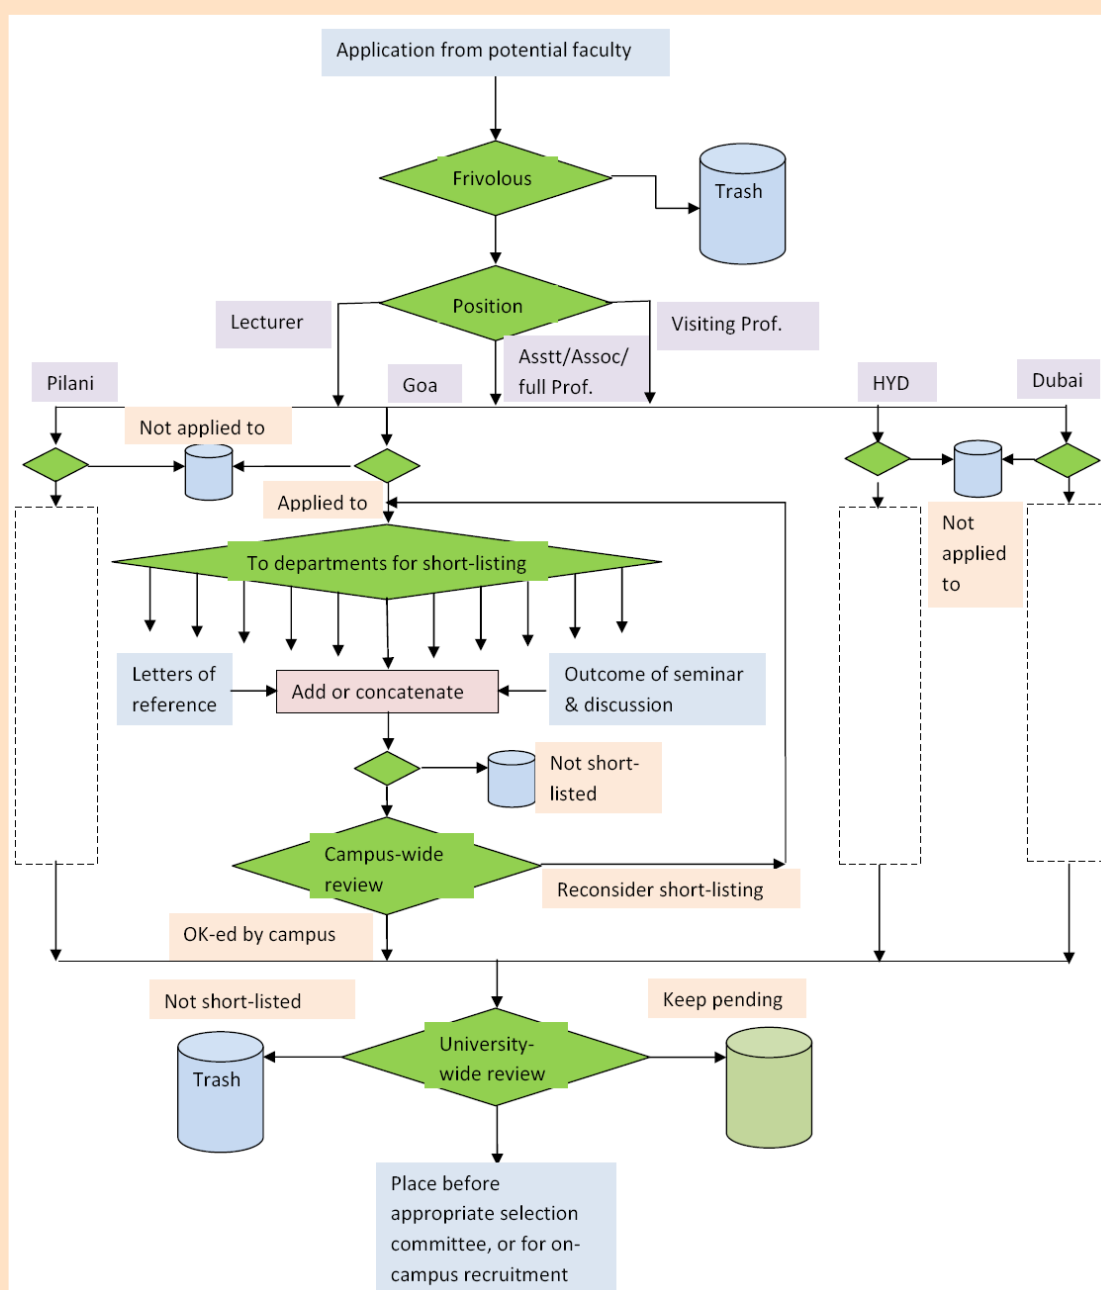 Application from potential faculty
Frivolous
Trash
Position
Lecturer
Visiting Prof.
Asstt/Assoc/
full Prof.
Pilani
Goa
HYD
Dubai
Not applied to
Applied to
Not
applied
to
To departments for short-listing
Letters of
reference
Add or concatenate
Outcome of seminar
& discussion
Not short-
listed
Campus-wide
review
Reconsider short-listing
OK-ed by campus
Not short-listed
Keep pending
University-
wide review
Trash
Place before
appropriate selection
committee, or for on-
campus recruitment